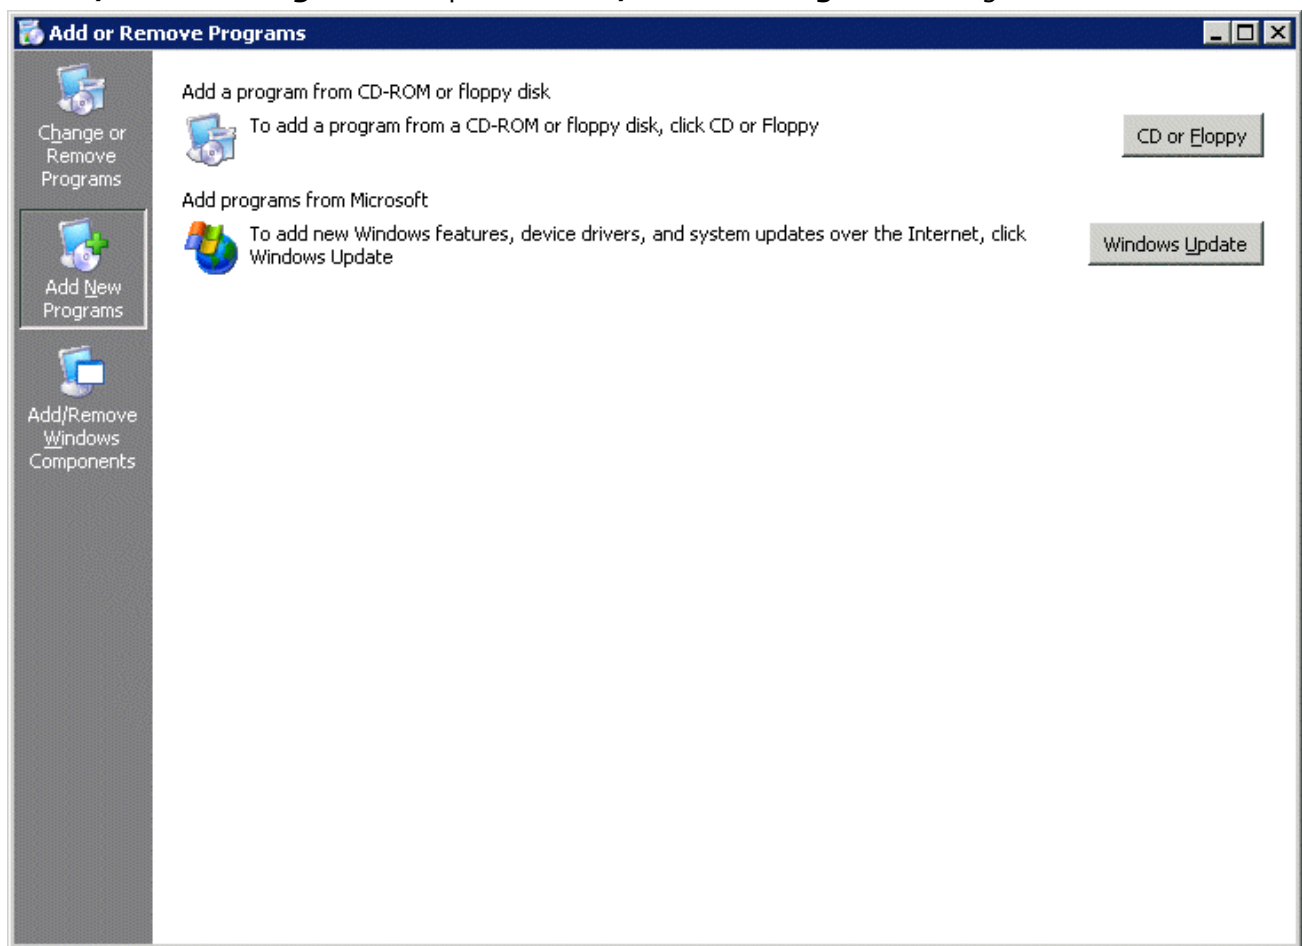 Add or Remove Programs
Change or
Remove
Programs
Add New
Programs
Add/Remove
Windows
Components
Add a program from CD-ROM or floppy disk
To add a program from a CD-ROM or floppy disk, click CD or Floppy
CD or Floppy
Add programs from Microsoft
To add new Windows features, device drivers, and system updates over the Internet, click
Windows Update
Windows Update